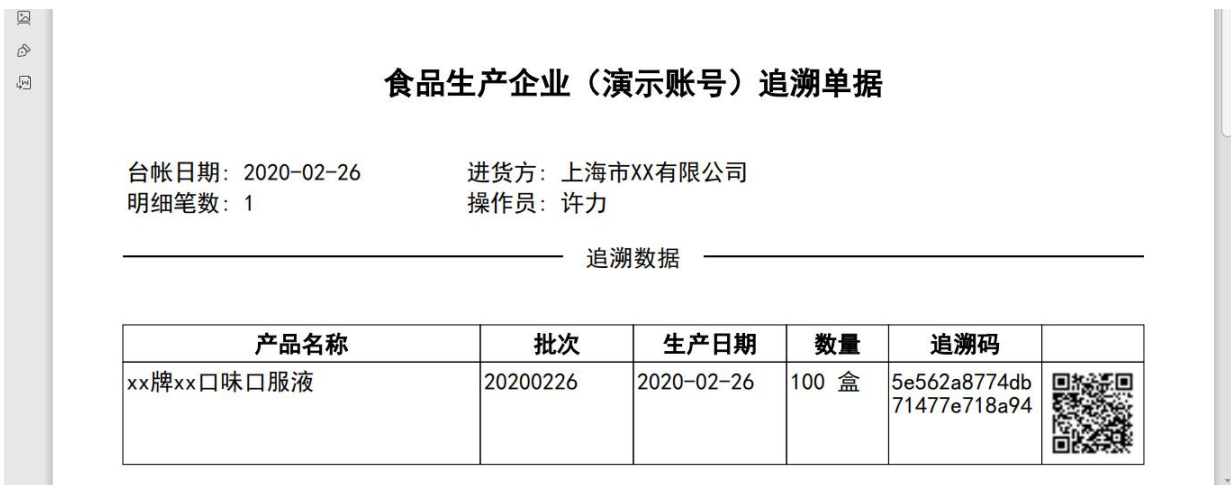 食品生产企业（演示账号）追溯单据
台帐日期: 2020-02-26 进货方: 上海市XX有限公司
明细笔数: 1 操作员: 许力
追溯数据
产品名称 批次 生产日期 数量 追溯码
xx牌xx口味口服液 20200226 2020-02-26 100 盒 5e562a8774db
71477e718a94